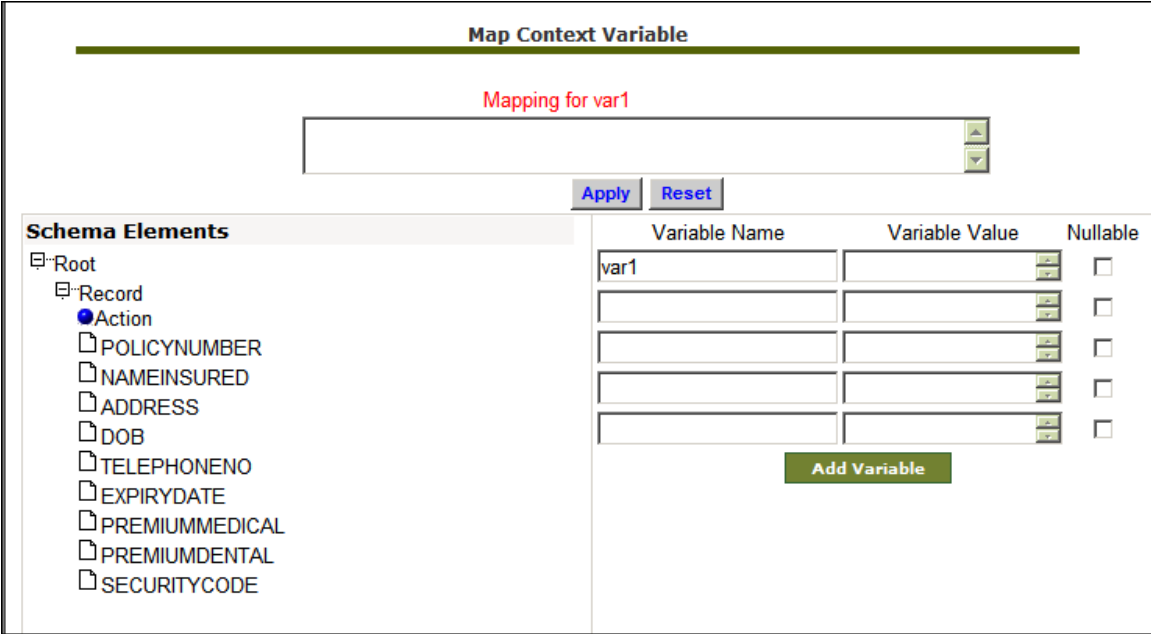 Map Context Variable
Mapping for var1
Apply Reset
Schema Elements
Variable Name Variable Value Nullable
Root
var1
Record
Action
POLICYNUMBER
NAMEINSURED
ADDRESS
DOB
TELEPHONENO
Add Variable
EXPIRYDATE
PREMIUMMEDICAL
PREMIUMDENTAL
SECURITYCODE